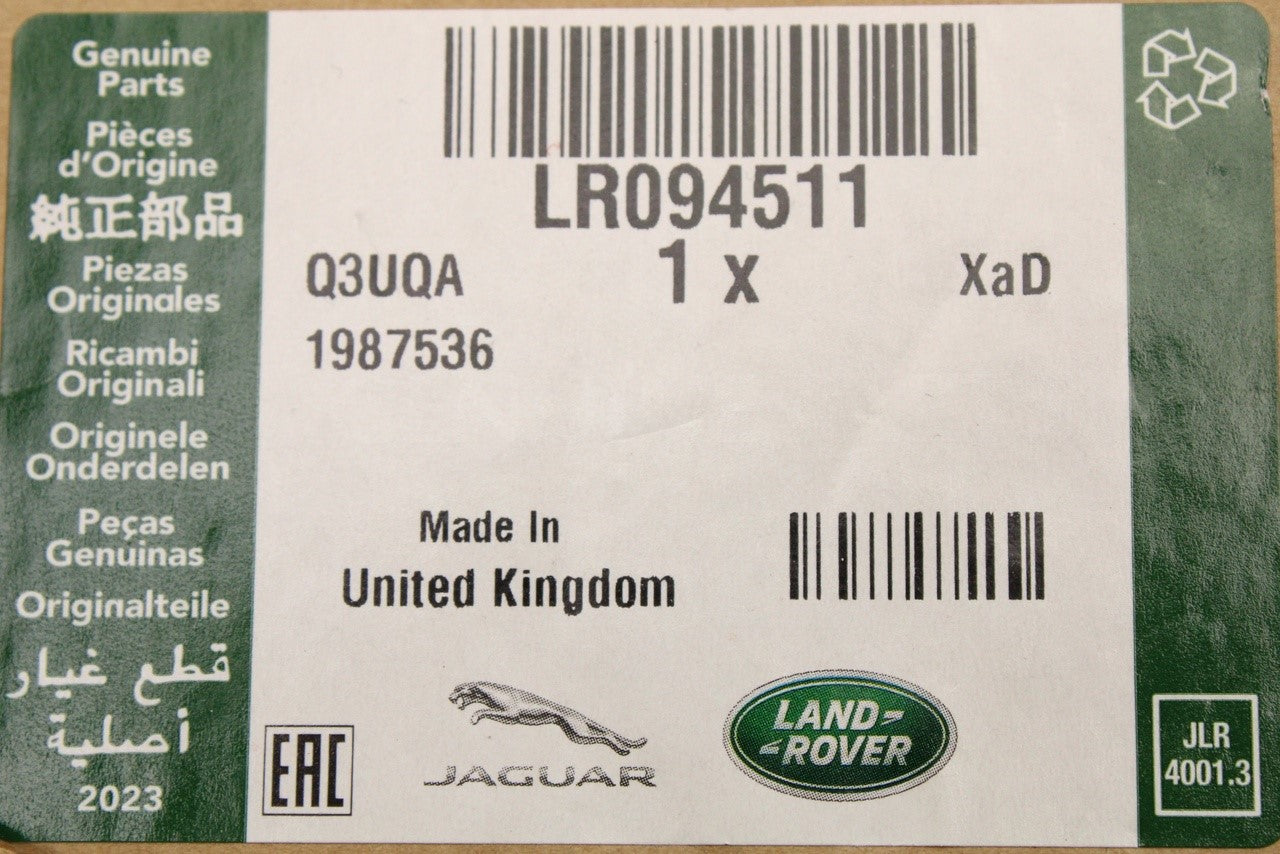 Genuine
Parts
Pièces
d'Origine
純正部品
Piezas
Originales
Ricambi
Originali
Originele
Onderdelen
Peças
Genuinas
Originalteile
قطع غيار
أصلية
2023
LR094511
Q3UQA 1 x XaD
1987536
Made In
United Kingdom
EAC
JAGUAR
LAND-
-ROVER
JLR
4001.3